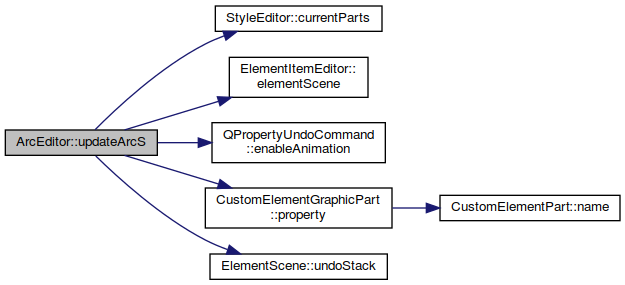 StyleEditor::currentParts
ElementItemEditor::
elementScene
ArcEditor::updateArcS
QPropertyUndoCommand
::enableAnimation
CustomElementGraphicPart
::property
CustomElementPart::name
ElementScene::undoStack